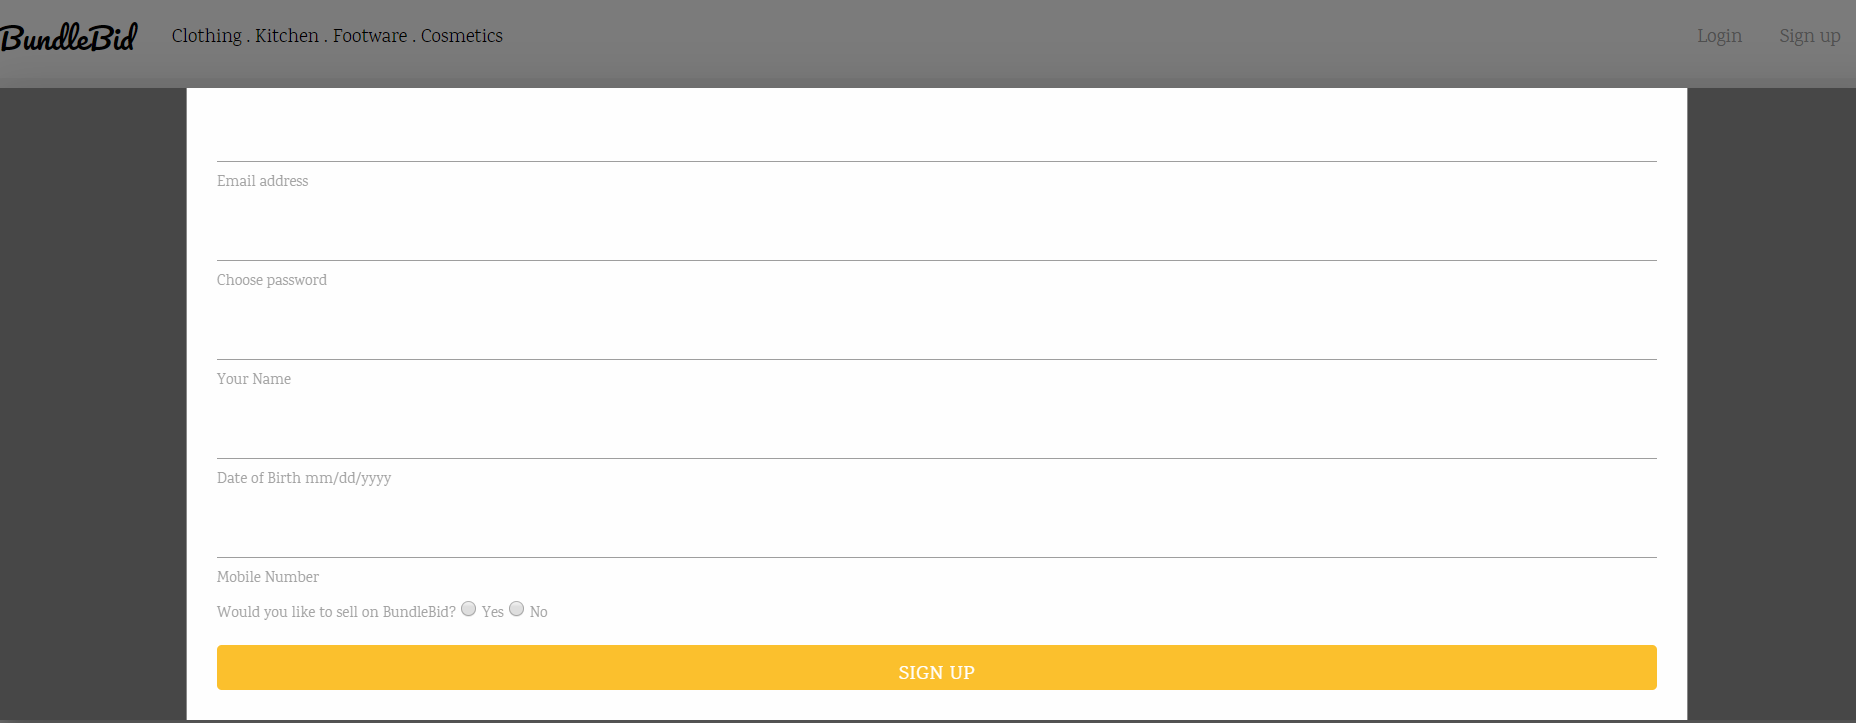 BundleBid Clothing . Kitchen . Footware . Cosmetics Login Sign up
Email address
Choose password
Your Name
Date of Birth mm/dd/yyyy
Mobile Number
Would you like to sell on BundleBid? Yes No
SIGN UP